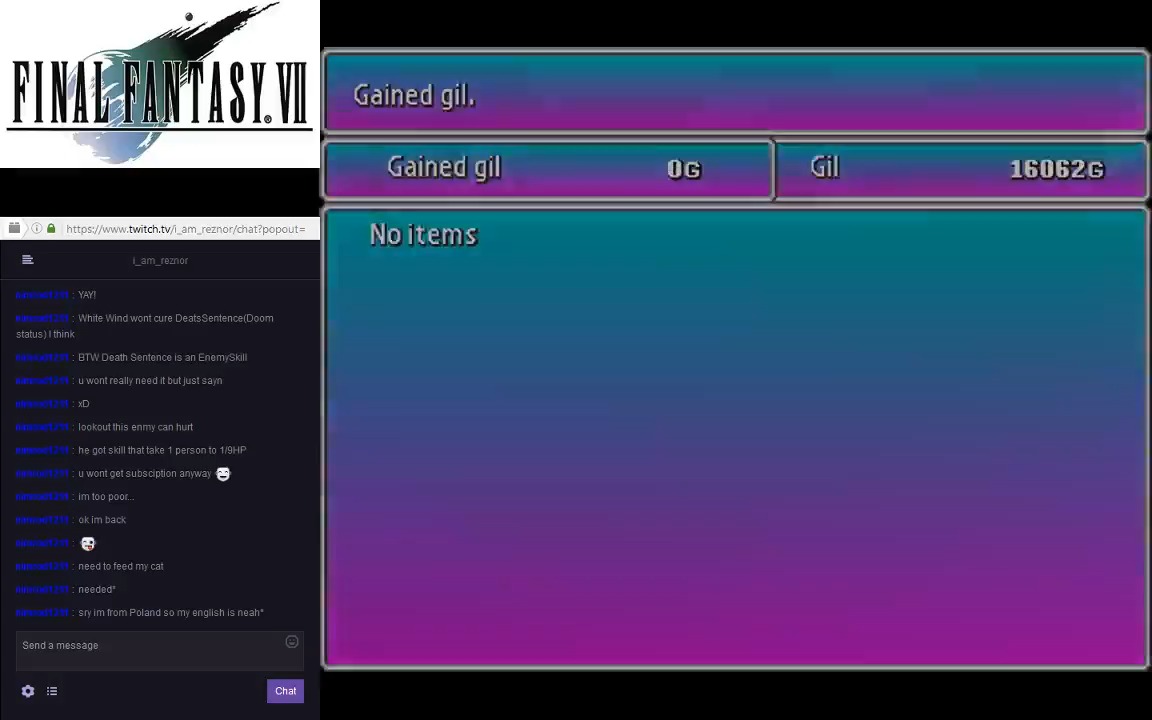 FINAL FANTASY. VII
https://www.twitch.tv/i_am_reznor/chat?popout=
i_am_reznor
: YAY!
: White Wind wont cure DeatsSentence(Doom
status) I think
: BTW Death Sentence is an EnemySkill
: u wont really need it but just sayn
: xD
: lookout this enmy can hurt
: he got skill that take 1 person to 1/9HP
: u wont get subsciption anyway
: im too poor...
: ok im back
:
: need to feed my cat
: needed*
: sry im from Poland so my english is neah*
Send a message
Chat
Gained gil.
Gained gil 0G
Gil 16062G
No items